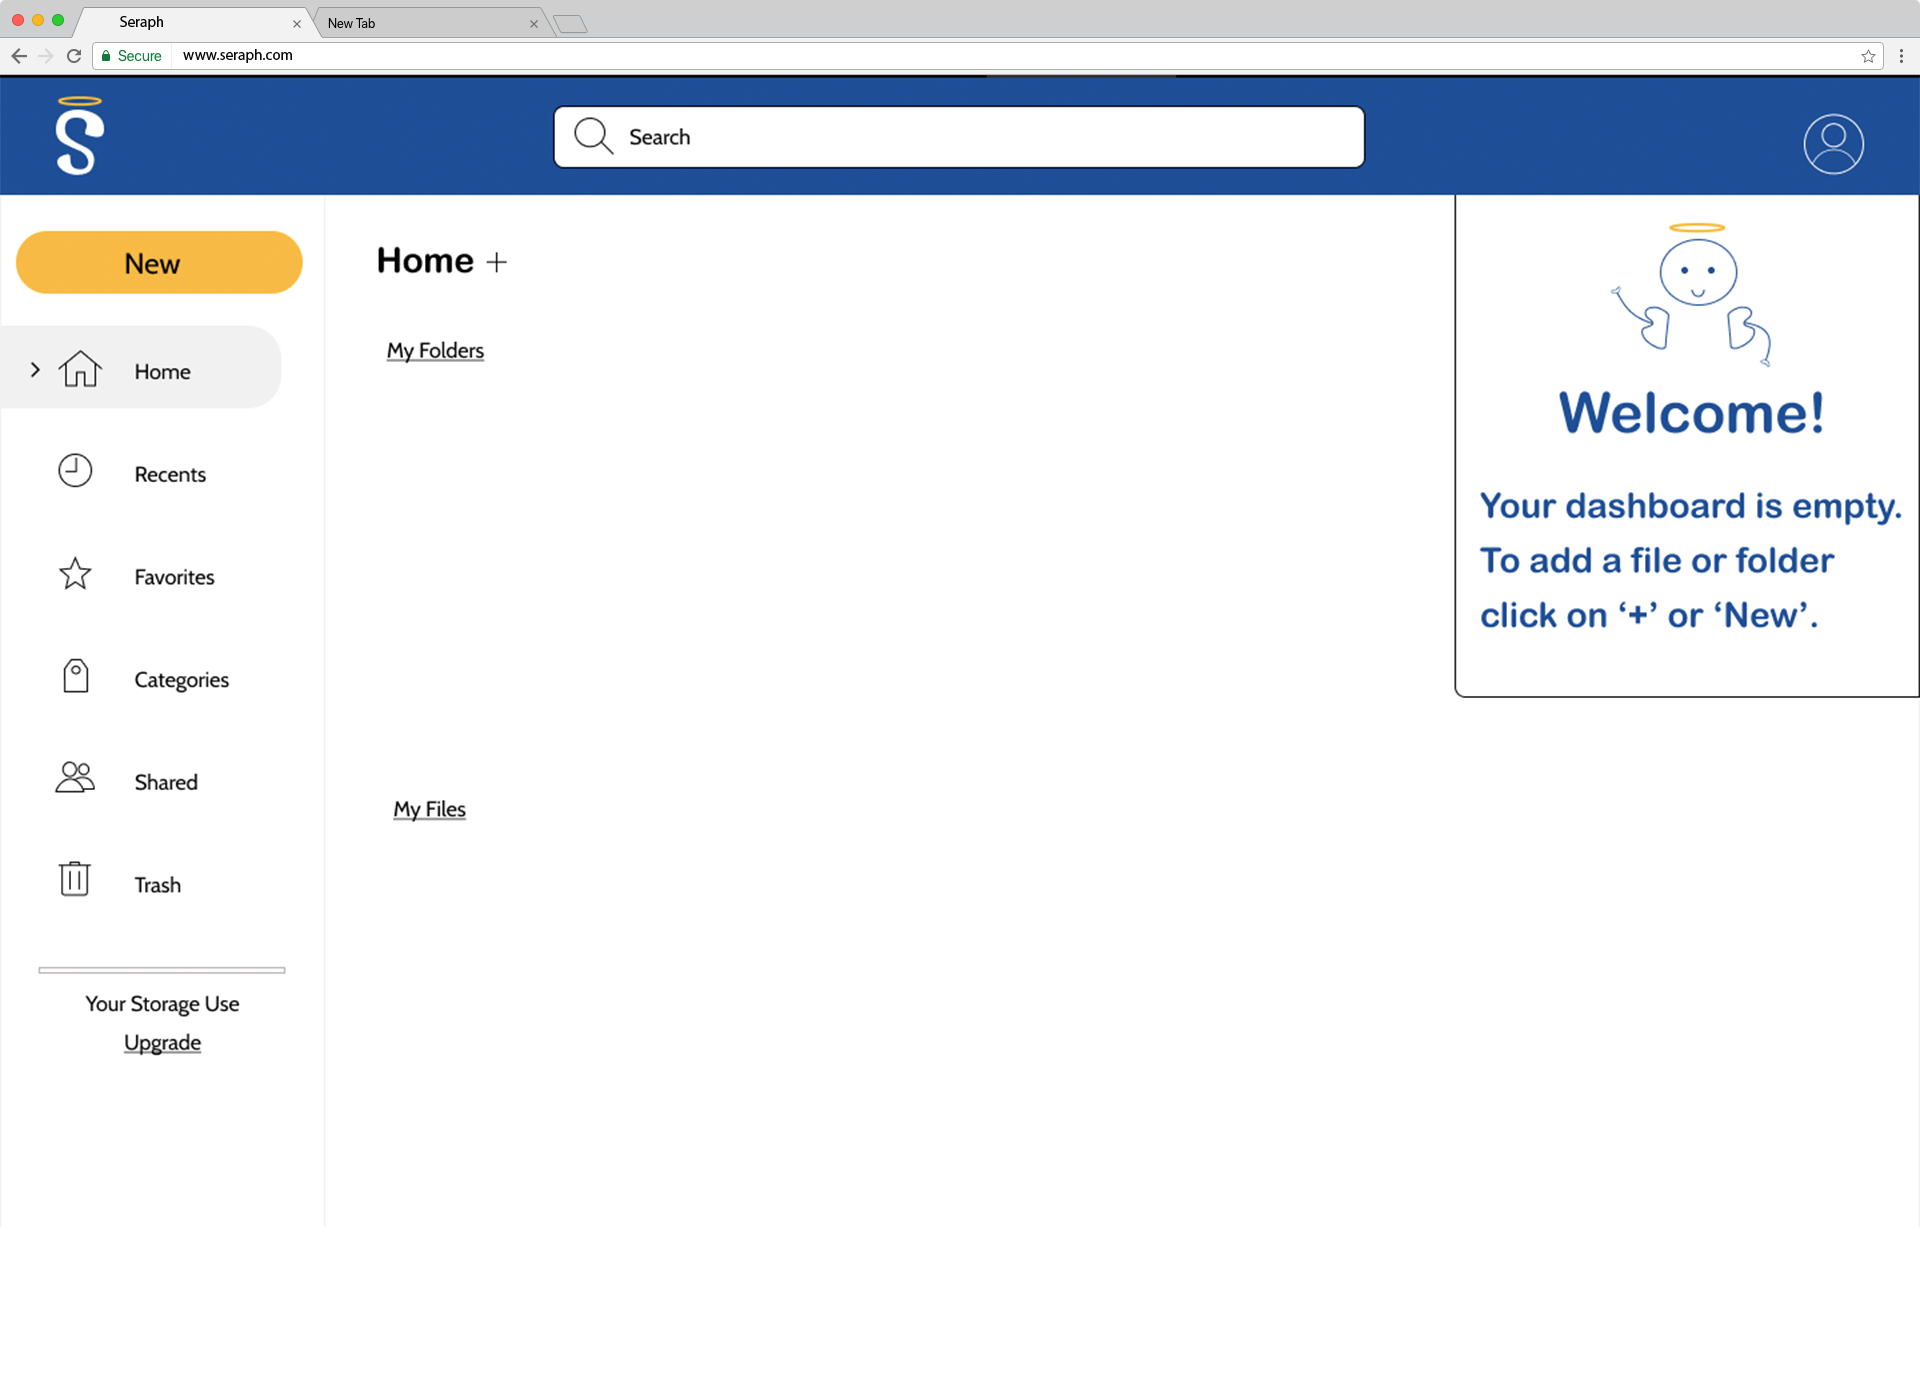 Seraph
New Tab
Secure
www.seraph.com
S
Search
New
Home
Recents
Favorites
Categories
Shared
Trash
Your Storage Use
Upgrade
Home +
My Folders
My Files
Welcome!
Your dashboard is empty.
To add a file or folder
click on ‘+’ or ‘New’.